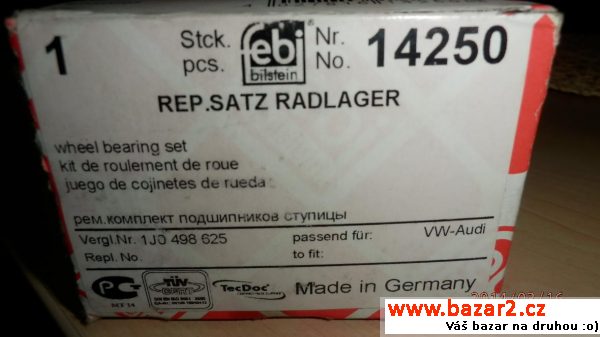 1 Stck. pcs. febi bilstein Nr. No. 14250
REP.SATZ RADLAGER
wheel bearing set
kit de roulement de roue
juego de cojinetes de rueda
рем.комплект подшипников ступицы
Vergl.Nr. 1J0 498 625 passend für: VW-Audi
Repl. No. to fit:
TÜV CERT TecDoc Made in Germany
www.bazar2.cz
Váš bazar na druhou :o)